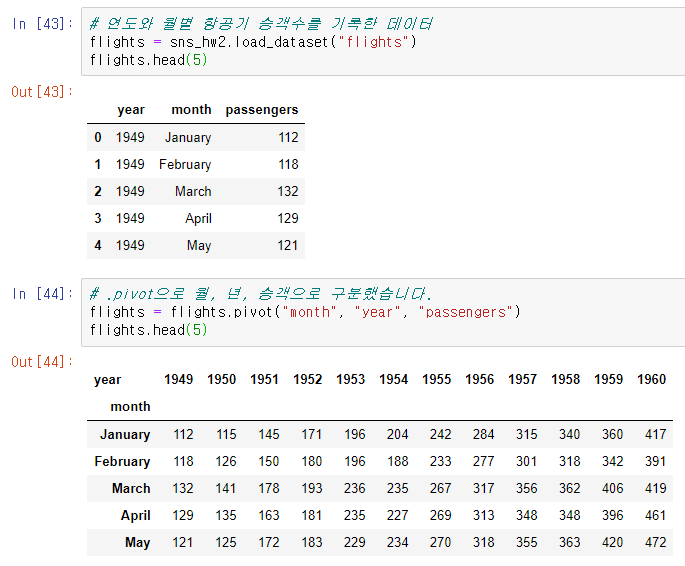 In [43]:
# 연도와 월별 항공기 승객수를 기록한 데이터
flights = sns_hw2.load_dataset("flights")
flights.head(5)
Out[43]:
year month passengers
0 1949 January 112
1 1949 February 118
2 1949 March 132
3 1949 April 129
4 1949 May 121
In [44]:
# .pivot으로 월, 년, 승객으로 구분했습니다.
flights = flights.pivot("month", "year", "passengers")
flights.head(5)
Out[44]:
year 1949 1950 1951 1952 1953 1954 1955 1956 1957 1958 1959 1960
month
January 112 115 145 171 196 204 242 284 315 340 360 417
February 118 126 150 180 196 188 233 277 301 318 342 391
March 132 141 178 193 236 235 267 317 356 362 406 419
April 129 135 163 181 235 227 269 313 348 348 396 461
May 121 125 172 183 229 234 270 318 355 363 420 472